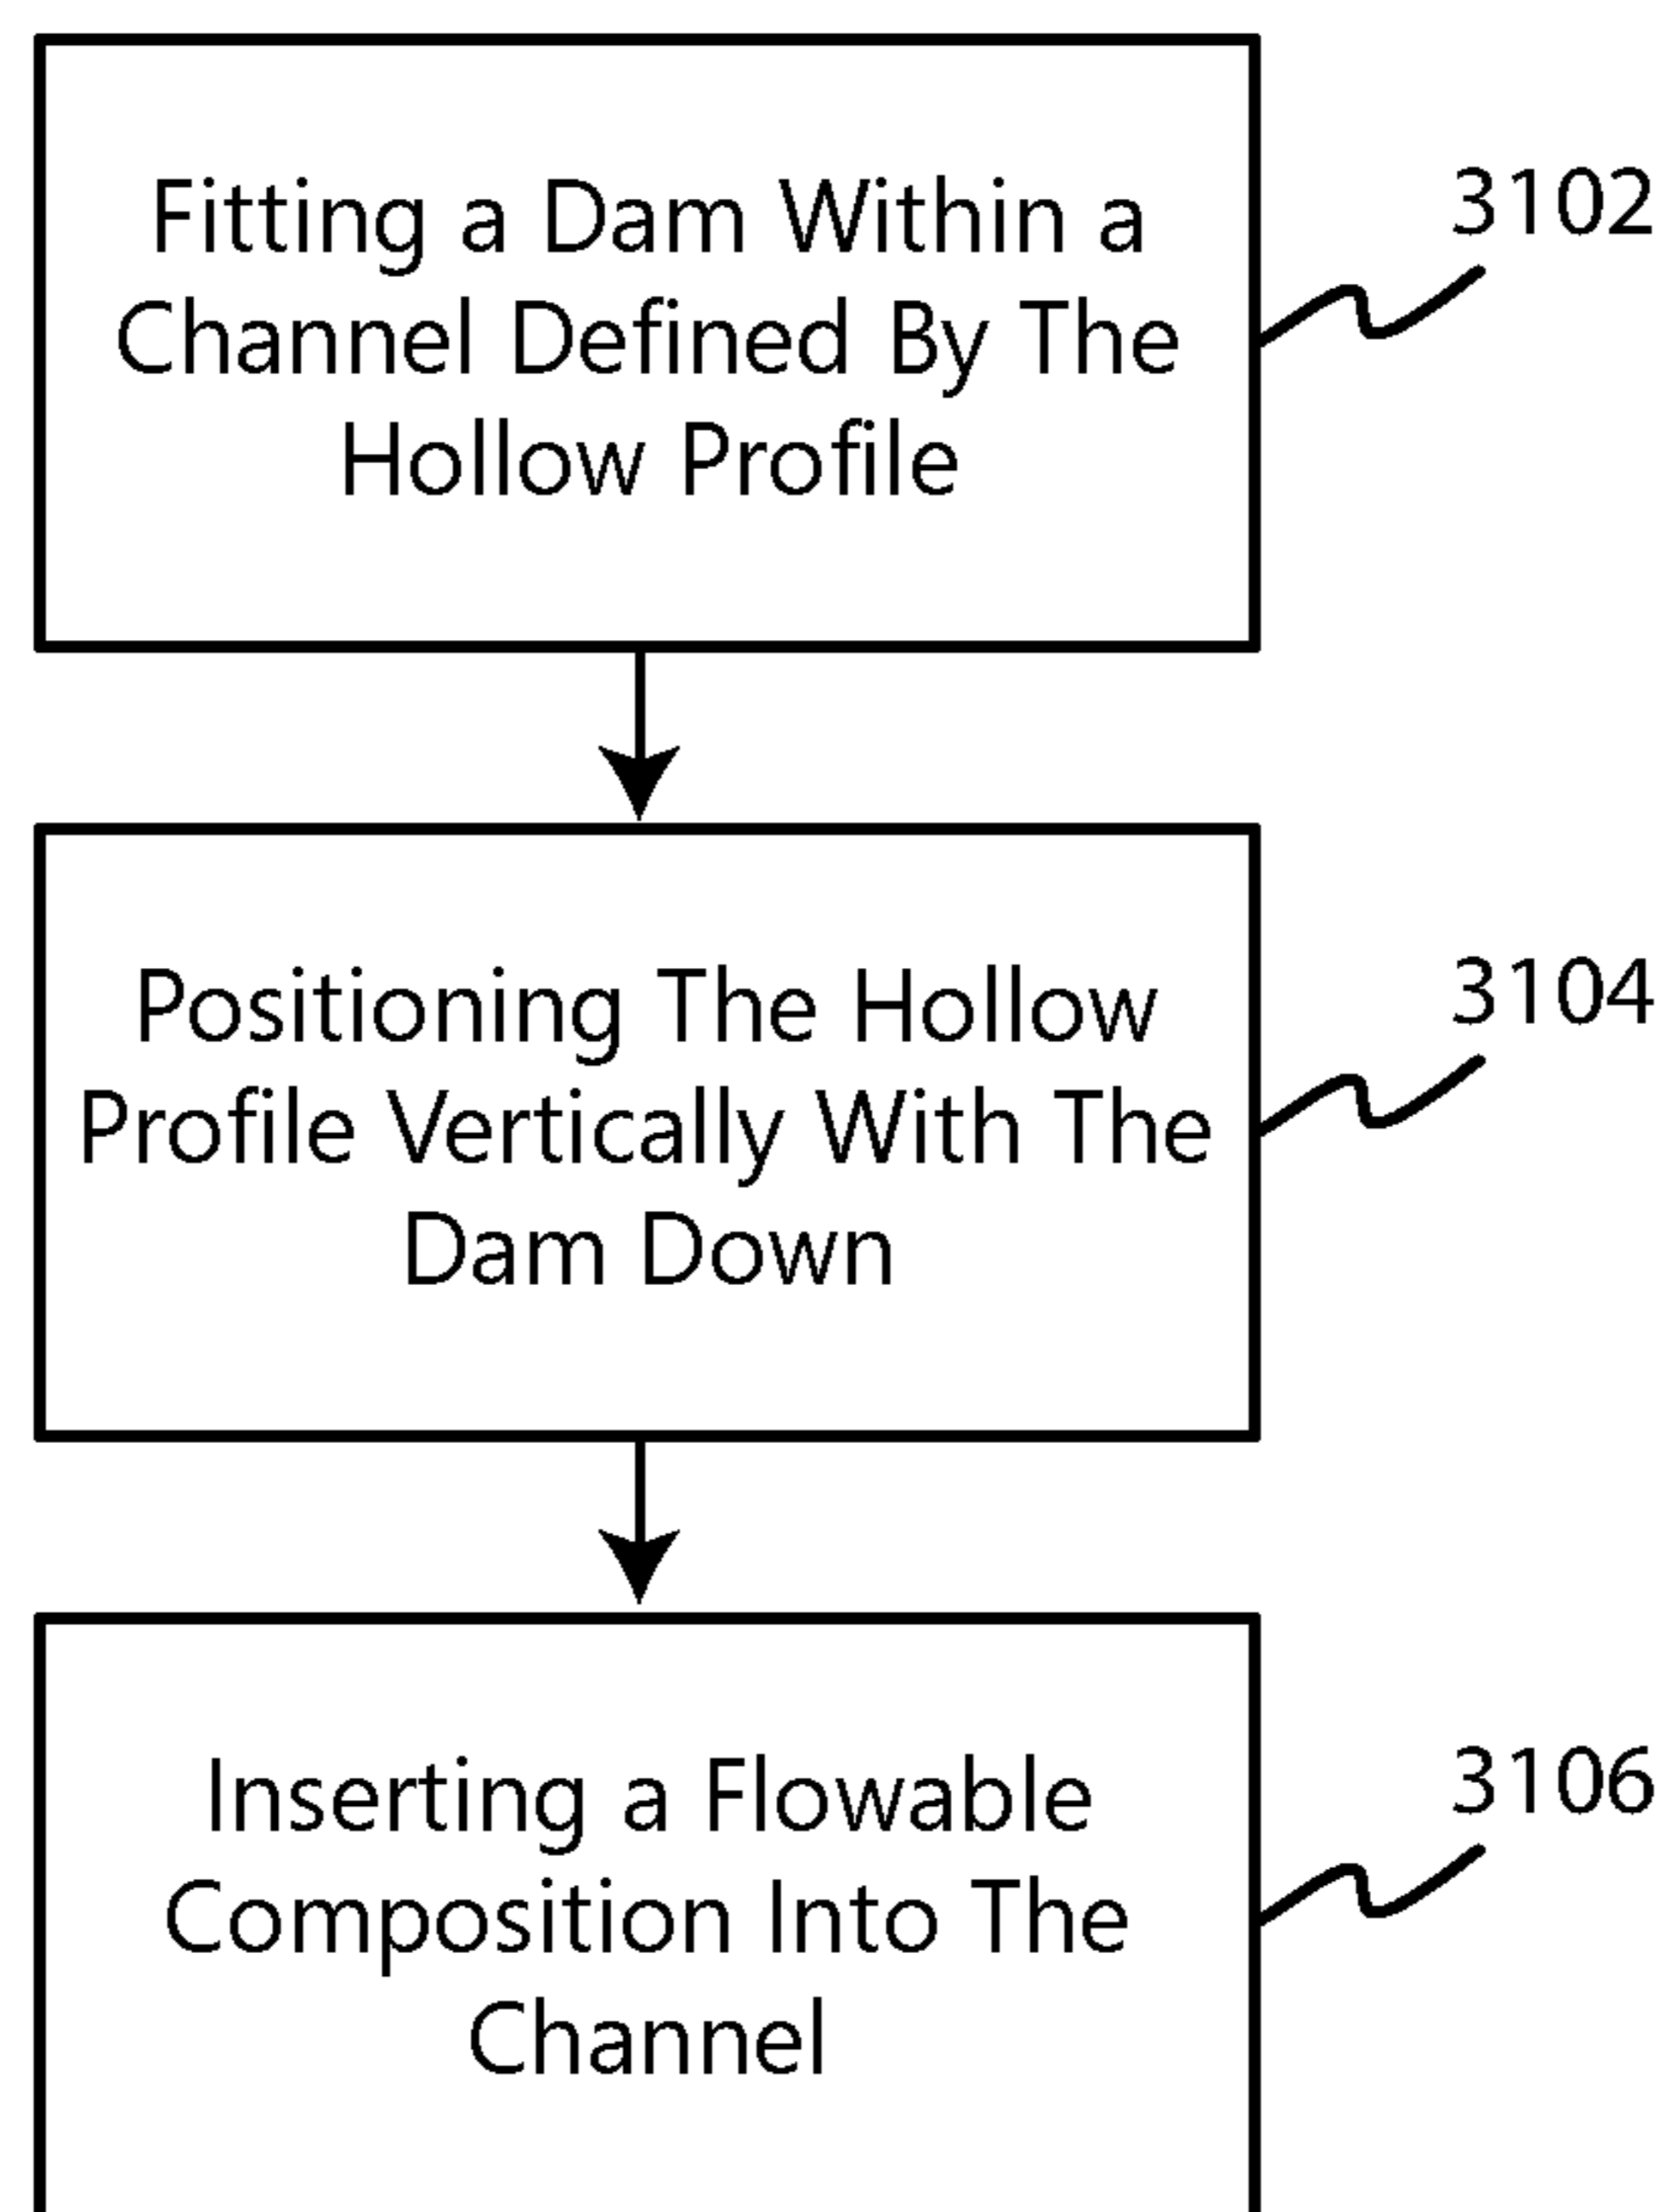 Fitting a Dam Within a
Channel Defined By The
Hollow Profile
3102
Positioning The Hollow
Profile Vertically With The
Dam Down
3104
Inserting a Flowable
Composition Into The
Channel
3106